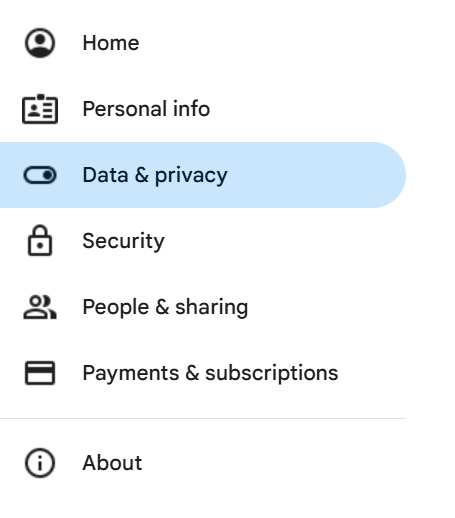 Home
Personal info
Data & privacy
Security
People & sharing
Payments & subscriptions
About